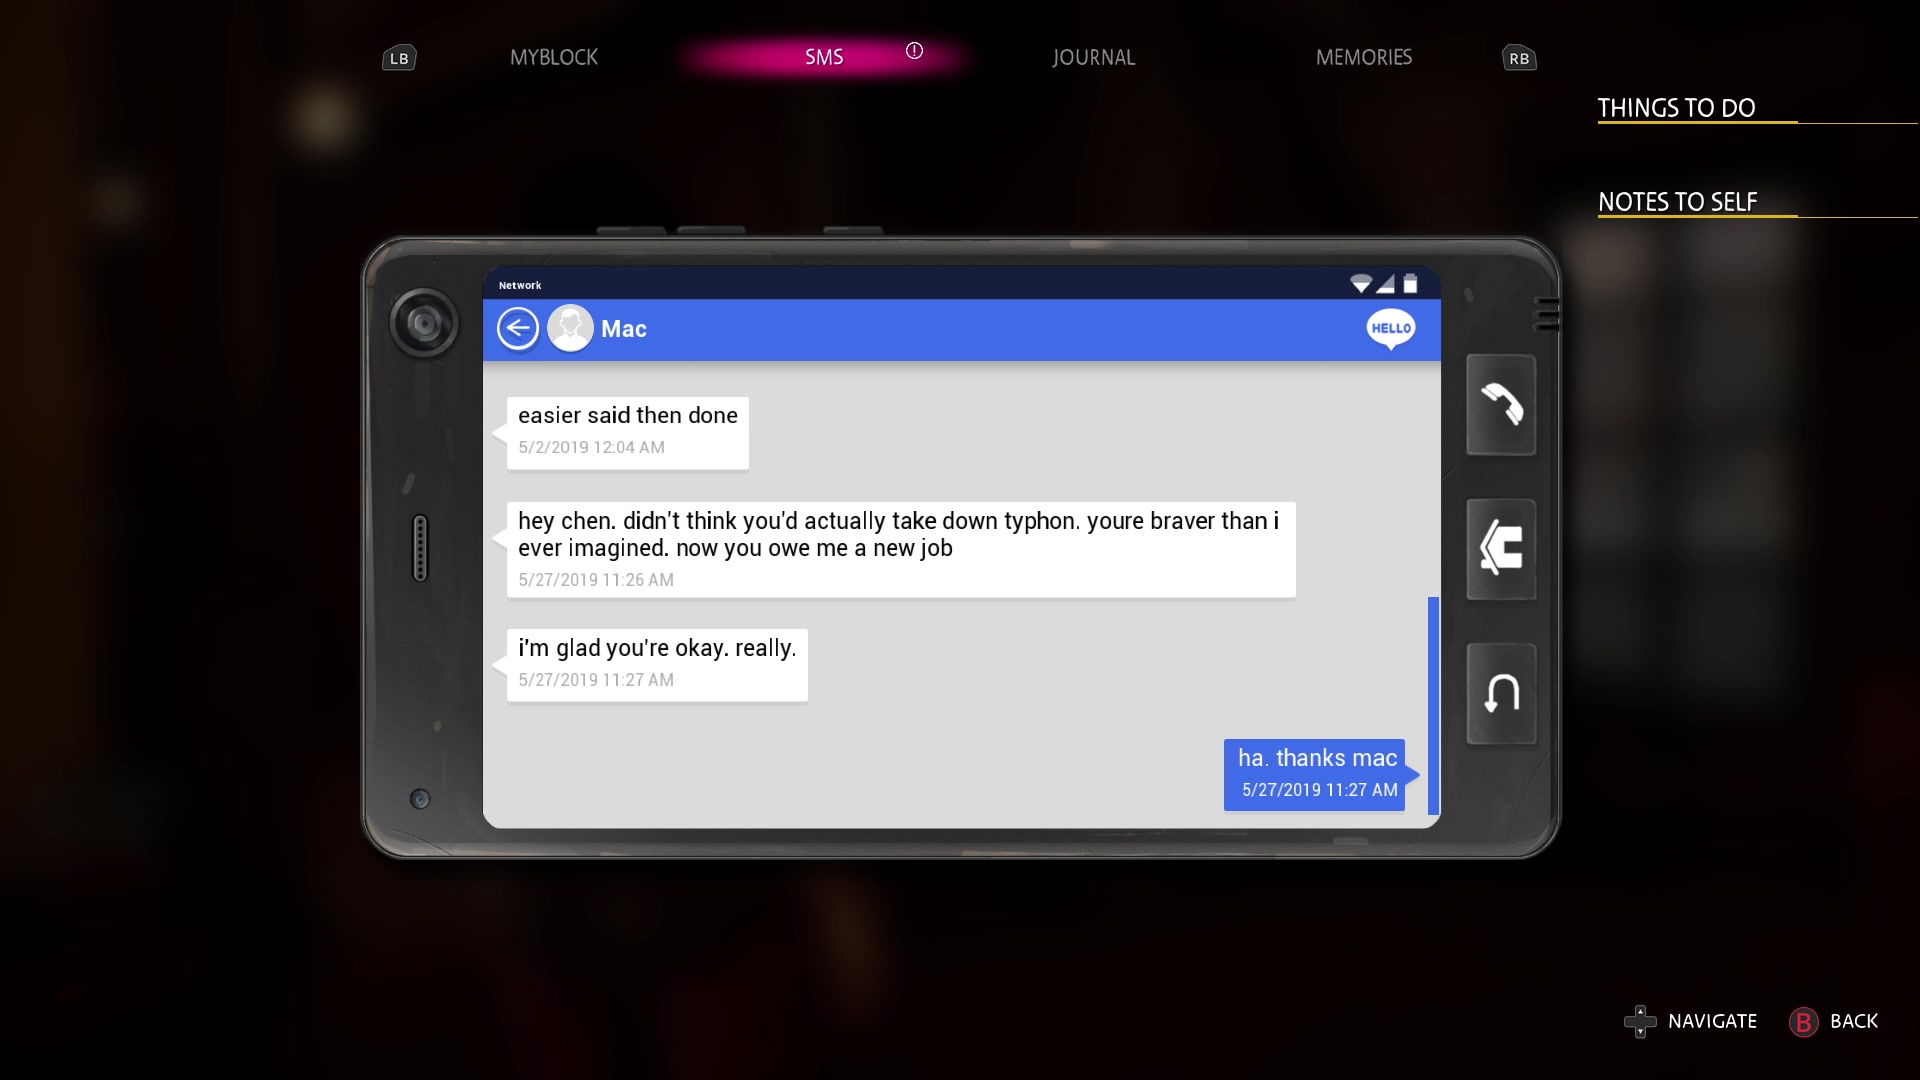 LB
MYBLOCK
SMS
JOURNAL
MEMORIES
RB
THINGS TO DO
NOTES TO SELF
Network
Mac
HELLO
easier said then done
5/2/2019 12:04 AM
hey chen. didn't think you'd actually take down typhon. youre braver than i
ever imagined. now you owe me a new job
5/27/2019 11:26 AM
i'm glad you're okay. really.
5/27/2019 11:27 AM
ha. thanks mac
5/27/2019 11:27 AM
NAVIGATE
B BACK